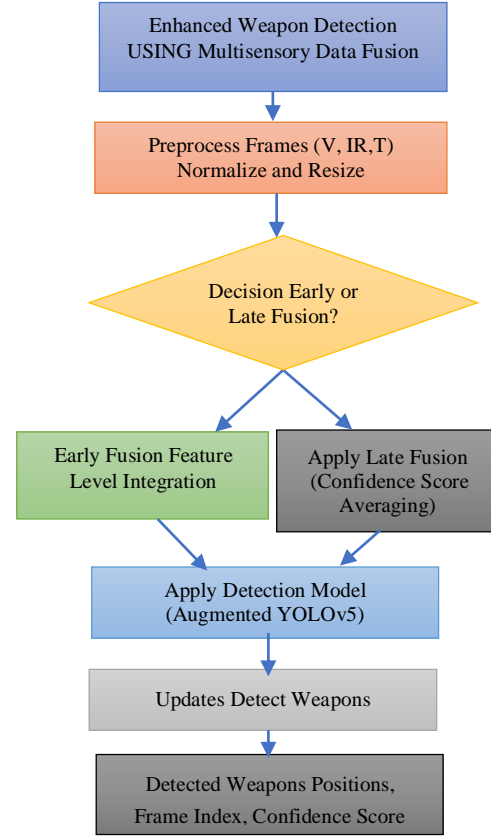 Enhanced Weapon Detection
USING Multisensory Data Fusion
Preprocess Frames (V, IR,T)
Normalize and Resize
Decision Early or
Late Fusion?
Early Fusion Feature
Level Integration
Apply Late Fusion
(Confidence Score
Averaging)
Apply Detection Model
(Augmented YOLOv5)
Updates Detect Weapons
Detected Weapons Positions,
Frame Index, Confidence Score